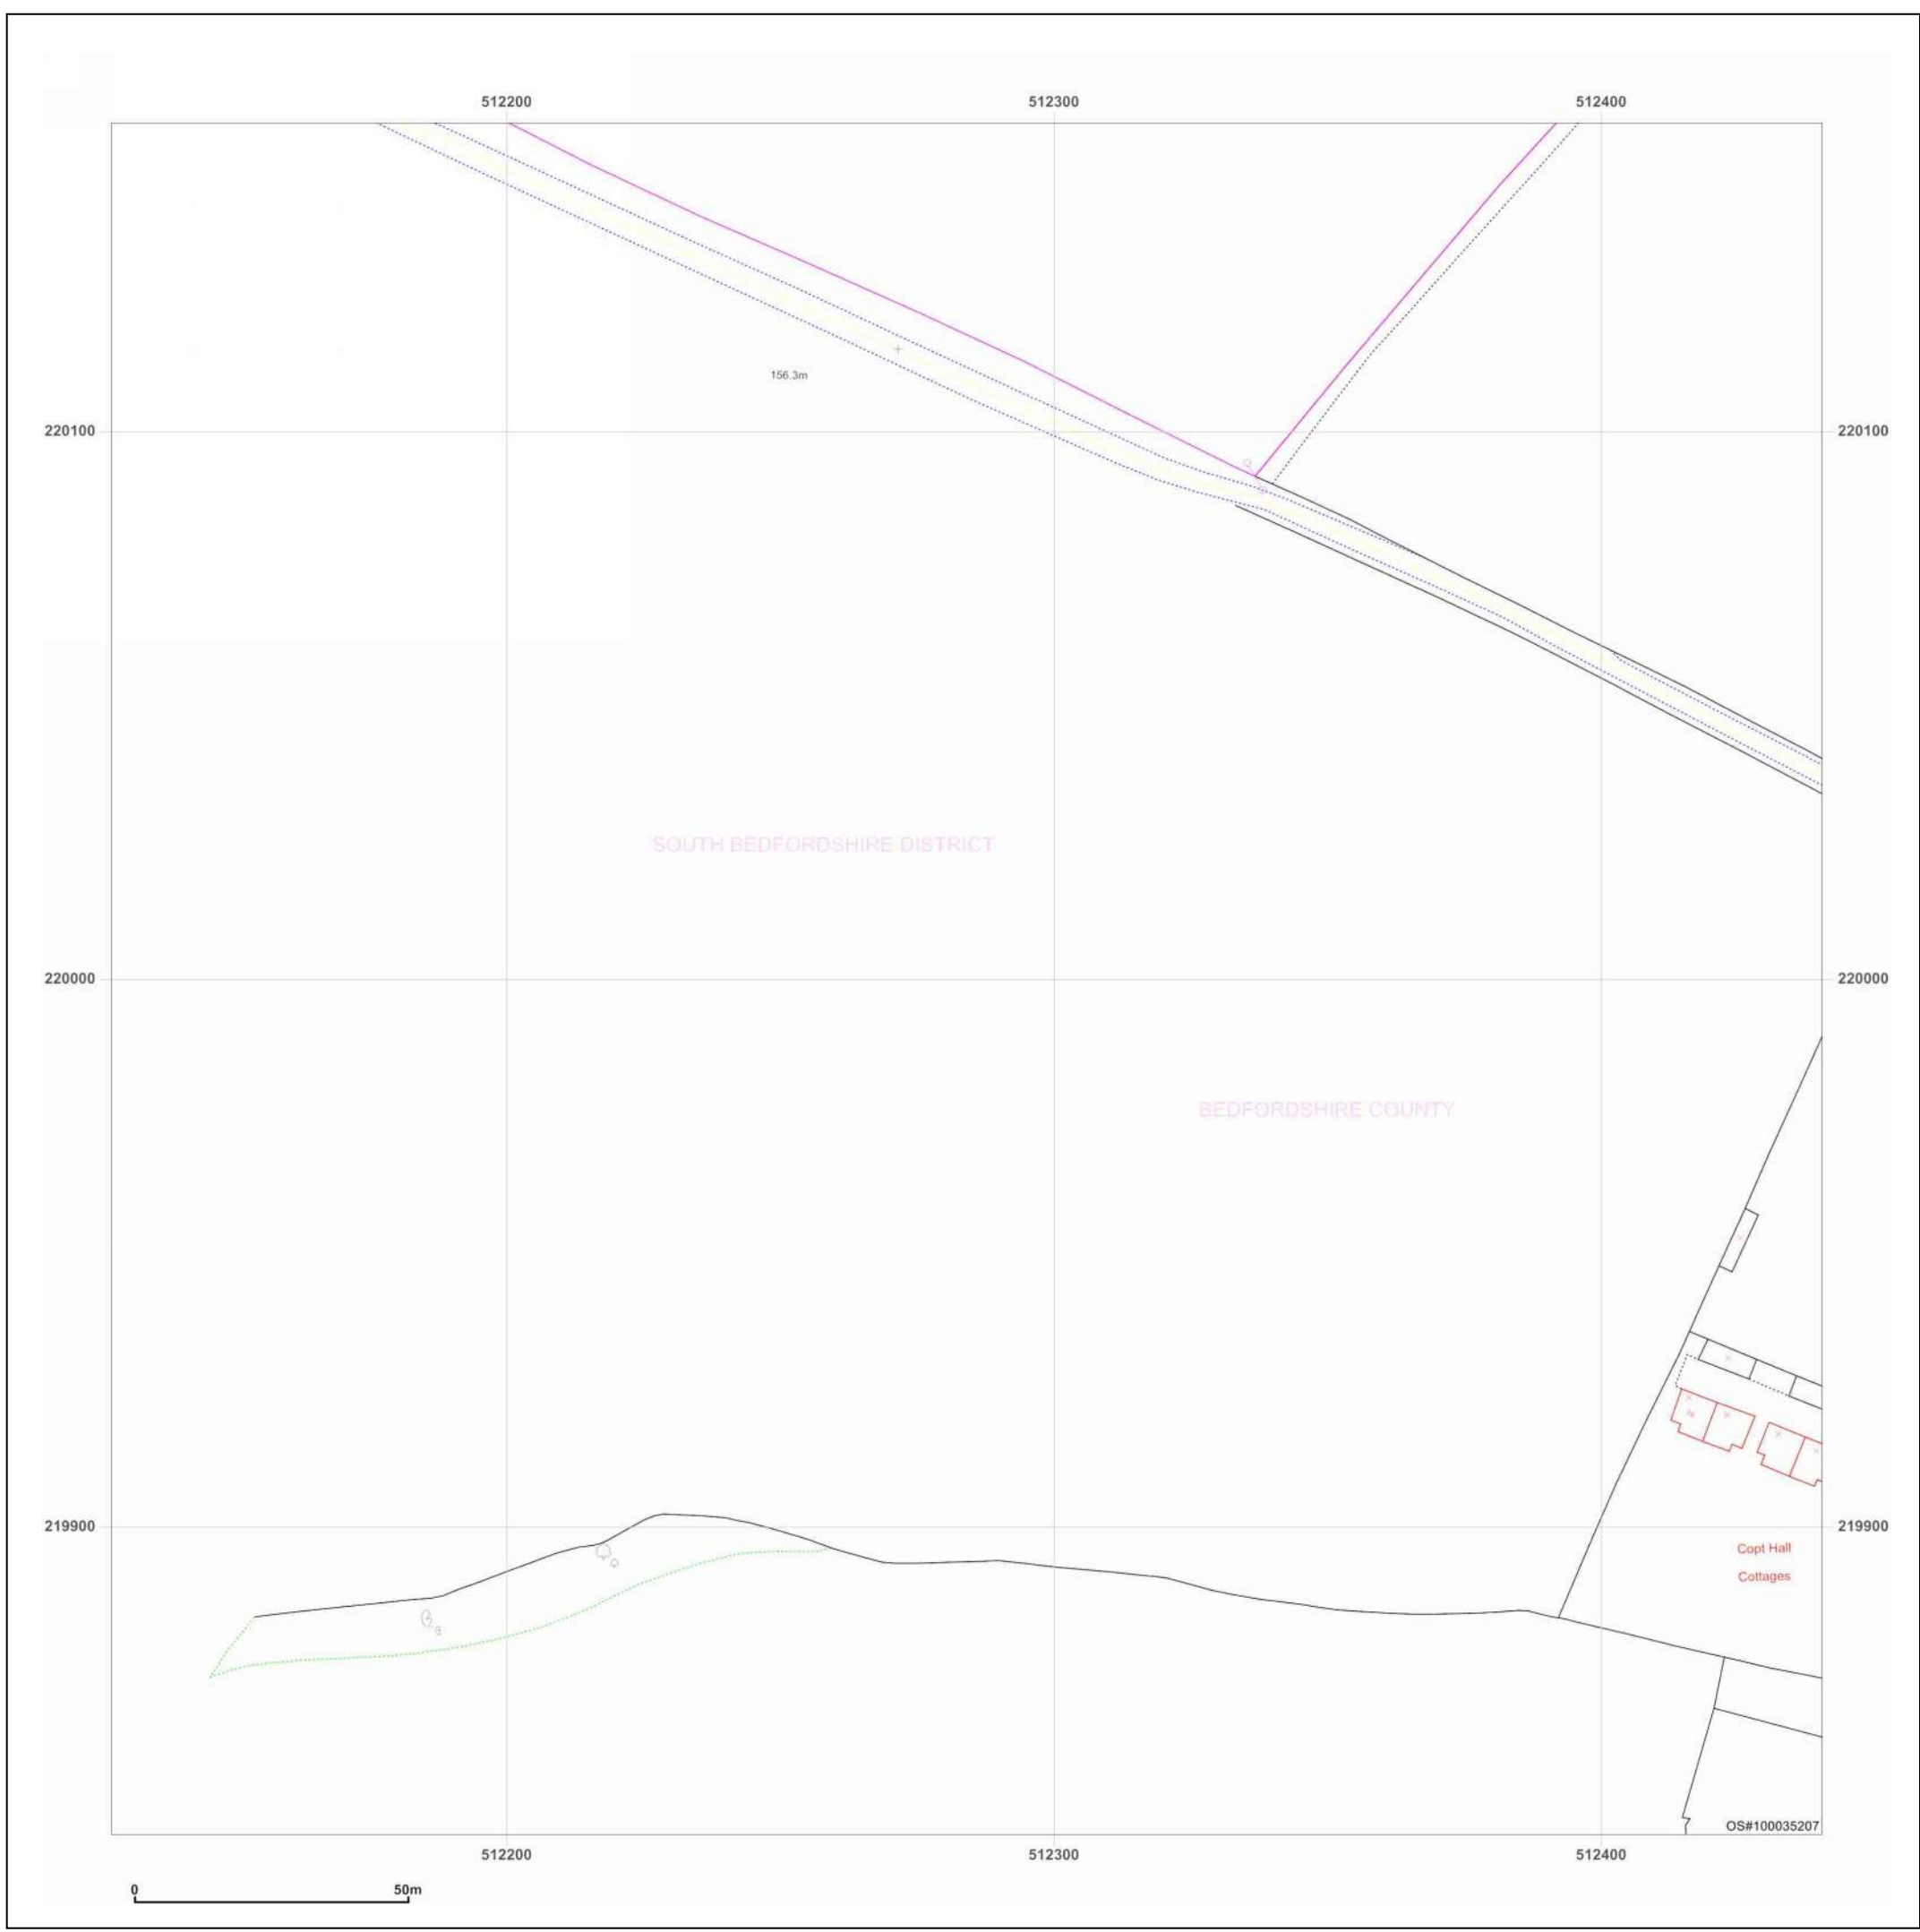 512200 512300 512400
156.3m
220100 220100
SOUTH BEDFORDSHIRE DISTRICT
220000 220000
BEDFORDSHIRE COUNTY
219900 219900
Copt Hall
Cottages
OS#100035207
512200 512300 512400
0 50m